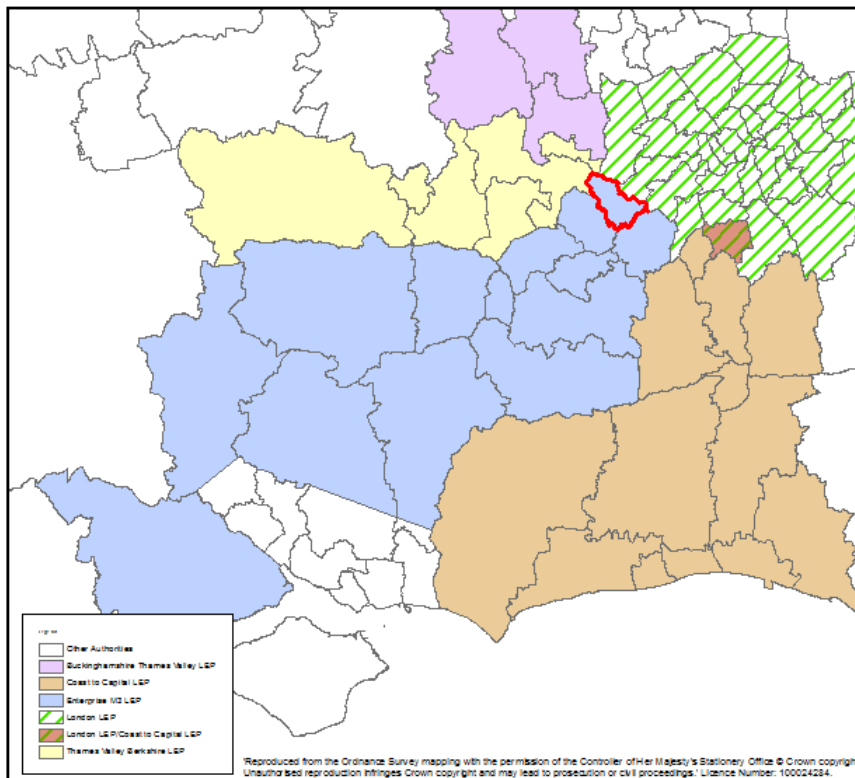 Other Authorities
Buckinghamshire Thames Valley LEP
Coast to Capital LEP
Enterprise M3 LEP
London LEP
London LEP/Coast to Capital LEP
Thames Valley Berkshire LEP
'Reproduced from the Ordnance Survey mapping with the permission of the Controller of Her Majesty's Stationery Office © Crown copyrigh
Unauthorised reproduction infringes Crown copyright and may lead to prosecution or civil proceedings.' Licence Number: 100024284.